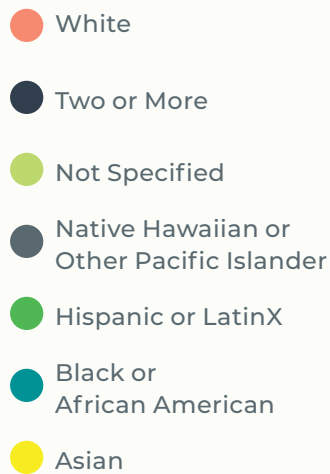 White
Two or More
Not Specified
Native Hawaiian or
Other Pacific Islander
Hispanic or LatinX
Black or
African American
Asian